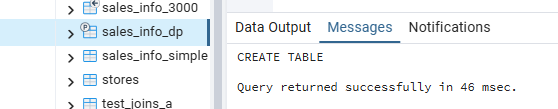 sales_info_3000
sales_info_dp
sales_info_simple
stores
test_joins_a
Data Output Messages Notifications
CREATE TABLE
Query returned successfully in 46 msec.